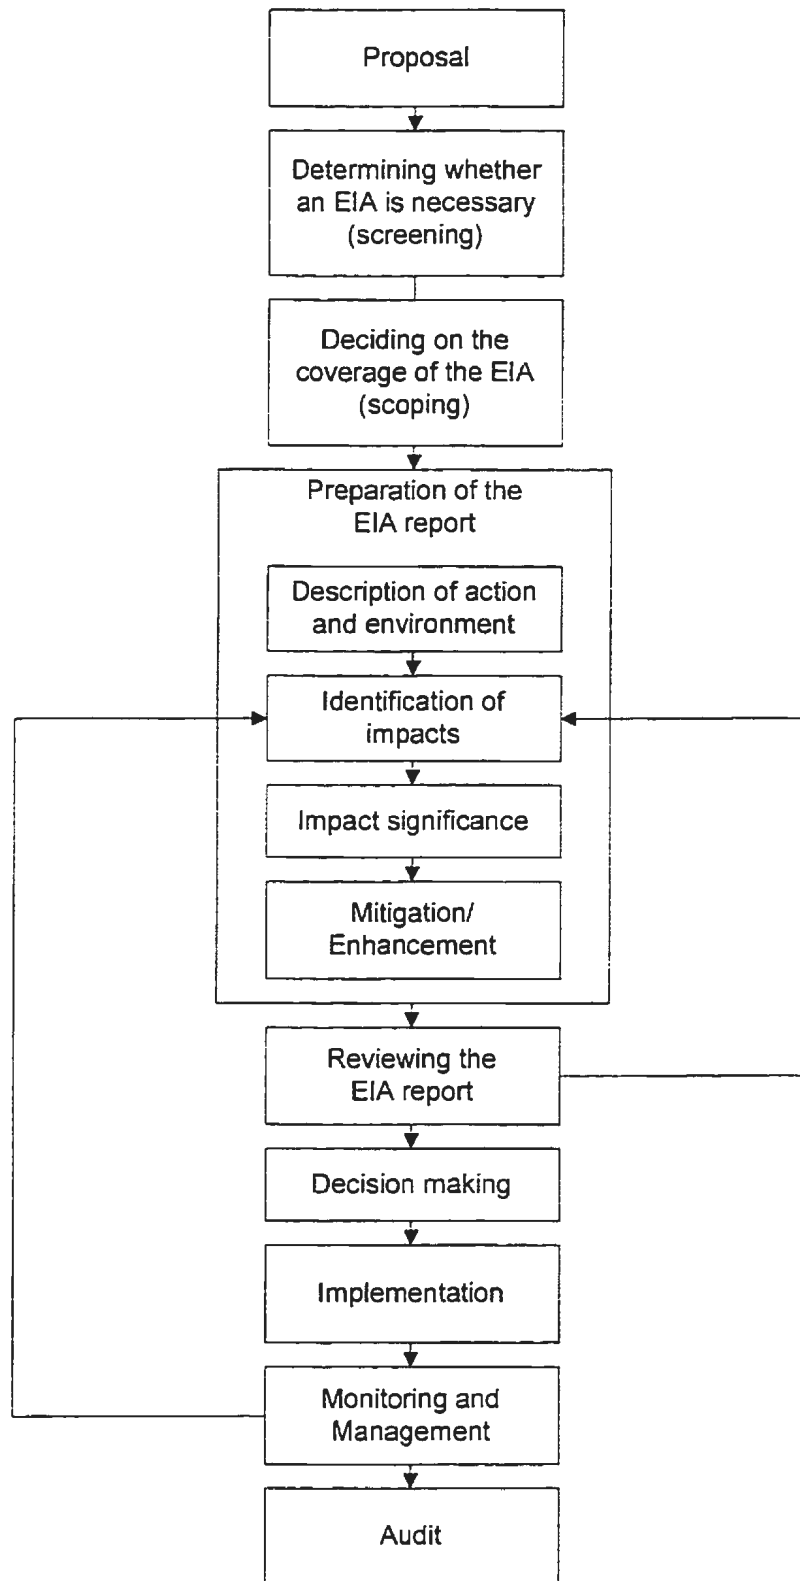 Proposal
Determining whether
an EIA is necessary
(screening)
Deciding on the
coverage of the EIA
(scoping)
Preparation of the
EIA report
Description of action
and environment
Identification of
impacts
Impact significance
Mitigation/
Enhancement
Reviewing the
EIA report
Decision making
Implementation
Monitoring and
Management
Audit